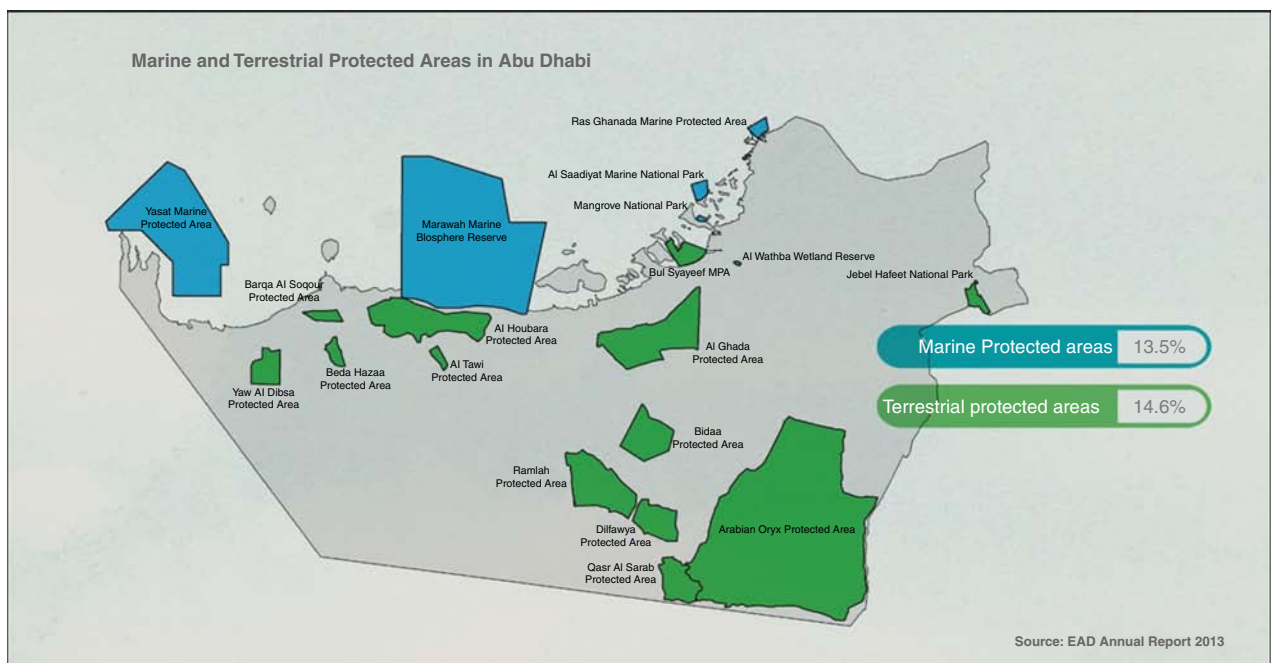 Marine and Terrestrial Protected Areas in Abu Dhabi
Ras Ghanada Marine Protected Area
Al Saadiyat Marine National Park
Mangrove National Park
Yasat Marine
Protected Area
Marawah Marine
Blosphere Reserve
Al Wathba Wetland Reserve
Bul Syayeef MPA
Jebel Hafeet National Park
Barqa Al Soqour
Protected Area
Al Houbara
Protected Area
Al Ghada
Protected Area
Al Tawi
Protected Area
Beda Hazaa
Protected Area
Yaw Al Dibsa
Protected Area
Marine Protected areas 13.5%
Terrestrial protected areas 14.6%
Bidaa
Protected Area
Ramlah
Protected Area
Dilfawya
Protected Area
Arabian Oryx Protected Area
Qasr Al Sarab
Protected Area
Source: EAD Annual Report 2013